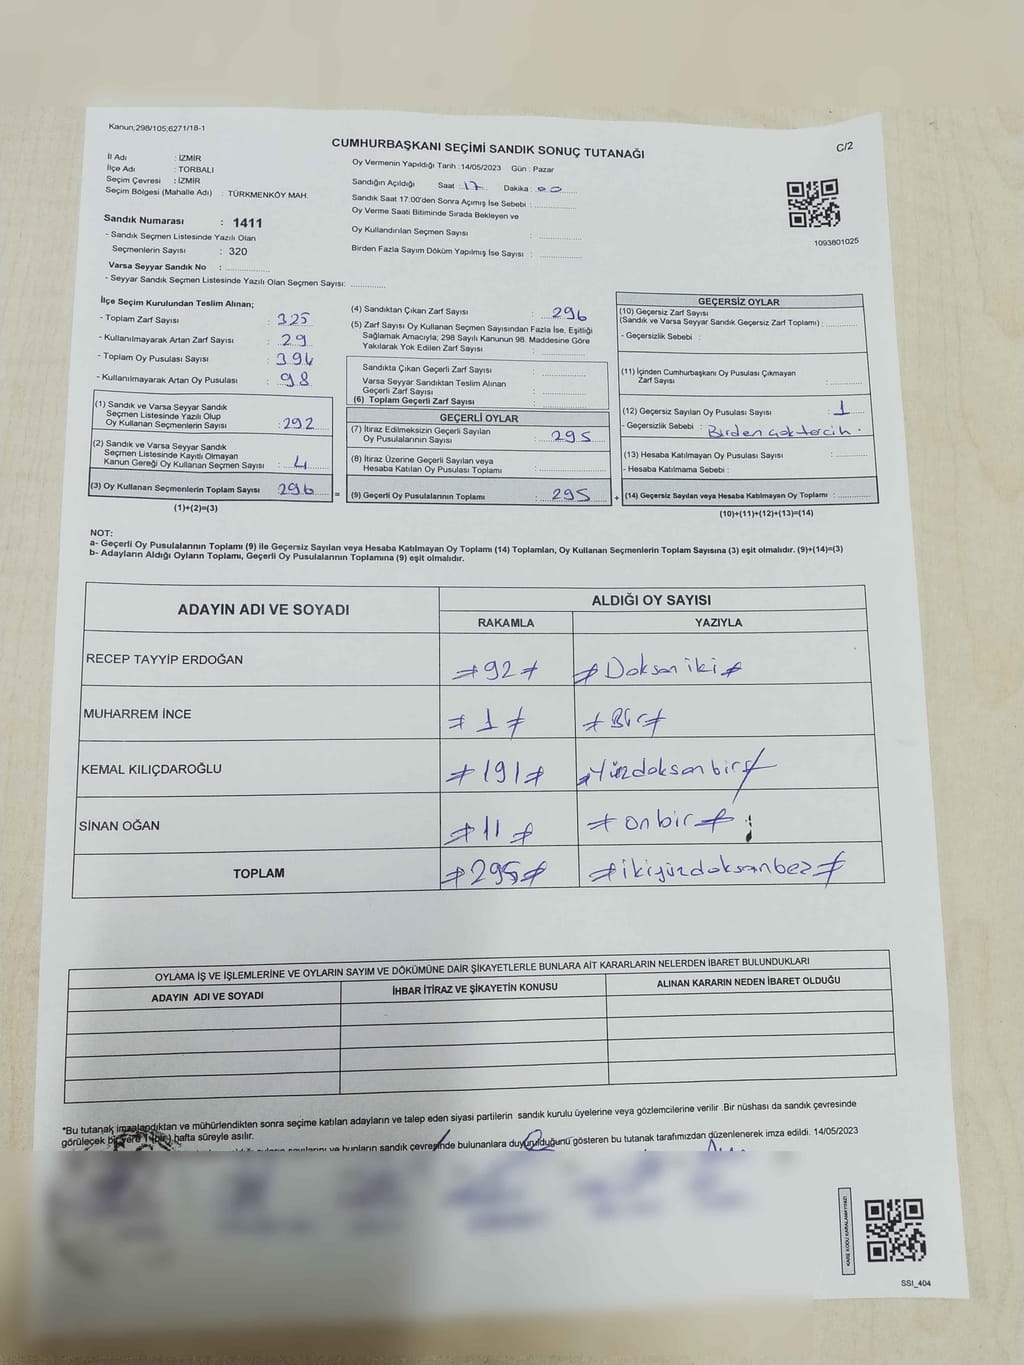 Kanun;298/105;6271/18-1
CUMHURBAŞKANI SEÇİMİ SANDIK SONUÇ TUTANAĞI
C/2
İl Adı : İZMİR
İlçe Adı : TORBALI
Seçim Çevresi : İZMİR
Seçim Bölgesi (Mahalle Adı) : TÜRKMENKÖY MAH.
Sandık Numarası : 1411
- Sandık Seçmen Listesinde Yazılı Olan
Seçmenlerin Sayısı : 320
Varsa Seyyar Sandık No :
- Seyyar Sandık Seçmen Listesinde Yazılı Olan Seçmen Sayısı:
Oy Vermenin Yapıldığı Tarih :14/05/2023 Gün : Pazar
Sandığın Açıldığı Saat : 17 Dakika : 00
Sandık Saat 17:00'den Sonra Açımış İse Sebebi :
Oy Verme Saati Bitiminde Sırada Bekleyen ve
Oy Kullandırılan Seçmen Sayısı :
Birden Fazla Sayım Döküm Yapılmış İse Sayısı :
1093801025
İlçe Seçim Kurulundan Teslim Alınan;
- Toplam Zarf Sayısı : 325
- Kullanılmayarak Artan Zarf Sayısı : 29
- Toplam Oy Pusulası Sayısı : 394
- Kullanılmayarak Artan Oy Pusulası : 98
(1) Sandık ve Varsa Seyyar Sandık
Seçmen Listesinde Yazılı Olup
Oy Kullanan Seçmenlerin Sayısı : 292
(2) Sandık ve Varsa Seyyar Sandık
Seçmen Listesinde Kayıtlı Olmayan
Kanun Gereği Oy Kullanan Seçmen Sayısı : 4
(3) Oy Kullanan Seçmenlerin Toplam Sayısı : 296 =
(1)+(2)=(3)
(4) Sandıktan Çıkan Zarf Sayısı : 296
(5) Zarf Sayısı Oy Kullanan Seçmen Sayısından Fazla İse, Eşitliği
Sağlamak Amacıyla; 298 Sayılı Kanunun 98. Maddesine Göre
Yakılarak Yok Edilen Zarf Sayısı :
Sandıkta Çıkan Geçerli Zarf Sayısı :
Varsa Seyyar Sandıktan Teslim Alınan
Geçerli Zarf Sayısı :
(6) Toplam Geçerli Zarf Sayısı :
GEÇERLİ OYLAR
(7) İtiraz Edilmeksizin Geçerli Sayılan
Oy Pusulalarının Sayısı : 295
(8) İtiraz Üzerine Geçerli Sayılan veya
Hesaba Katılan Oy Pusulası Toplamı :
(9) Geçerli Oy Pusulalarının Toplamı : 295 +
GEÇERSİZ OYLAR
(10) Geçersiz Zarf Sayısı
(Sandık ve Varsa Seyyar Sandık Geçersiz Zarf Toplamı) :
- Geçersizlik Sebebi :
(11) İçinden Cumhurbaşkanı Oy Pusulası Çıkmayan
Zarf Sayısı :
(12) Geçersiz Sayılan Oy Pusulası Sayısı : 1
- Geçersizlik Sebebi : Birden çok tercih.
(13) Hesaba Katılmayan Oy Pusulası Sayısı :
- Hesaba Katılmama Sebebi :
(14) Geçersiz Sayılan veya Hesaba Katılmayan Oy Toplamı :
(10)+(11)+(12)+(13)=(14)
NOT:
a- Geçerli Oy Pusulalarının Toplamı (9) ile Geçersiz Sayılan veya Hesaba Katılmayan Oy Toplamı (14) Toplamları, Oy Kullanan Seçmenlerin Toplam Sayısına (3) eşit olmalıdır. (9)+(14)=(3)
b- Adayların Aldığı Oyların Toplamı, Geçerli Oy Pusulalarının Toplamına (9) eşit olmalıdır.
ADAYIN ADI VE SOYADI
ALDIĞI OY SAYISI
RAKAMLA YAZIYLA
RECEP TAYYİP ERDOĞAN ≠92≠ ≠Doksan iki≠
MUHARREM İNCE ≠1≠ ≠Bir≠
KEMAL KILIÇDAROĞLU ≠191≠ ≠Yüzdoksanbir≠
SİNAN OĞAN ≠11≠ ≠onbir≠
TOPLAM ≠295≠ ≠ikiyüzdoksanbeş≠
OYLAMA İŞ VE İŞLEMLERİNE VE OYLARIN SAYIM VE DÖKÜMÜNE DAİR ŞİKAYETLERLE BUNLARA AİT KARARLARIN NELERDEN İBARET BULUNDUKLARI
ADAYIN ADI VE SOYADI İHBAR İTİRAZ VE ŞİKAYETİN KONUSU ALINAN KARARIN NEDEN İBARET OLDUĞU
*Bu tutanak imzalandıktan ve mühürlendikten sonra seçime katılan adayların ve talep eden siyasi partilerin sandık kurulu üyelerine veya gözlemcilerine verilir .Bir nüshası da sandık çevresinde
görülecek bir yere 1 (bir) hafta süreyle asılır.
sayılarını ve bunların sandık çevresinde bulunanlara duyurulduğunu gösteren bu tutanak tarafımızdan düzenlenerek imza edildi. 14/05/2023
SSI_404